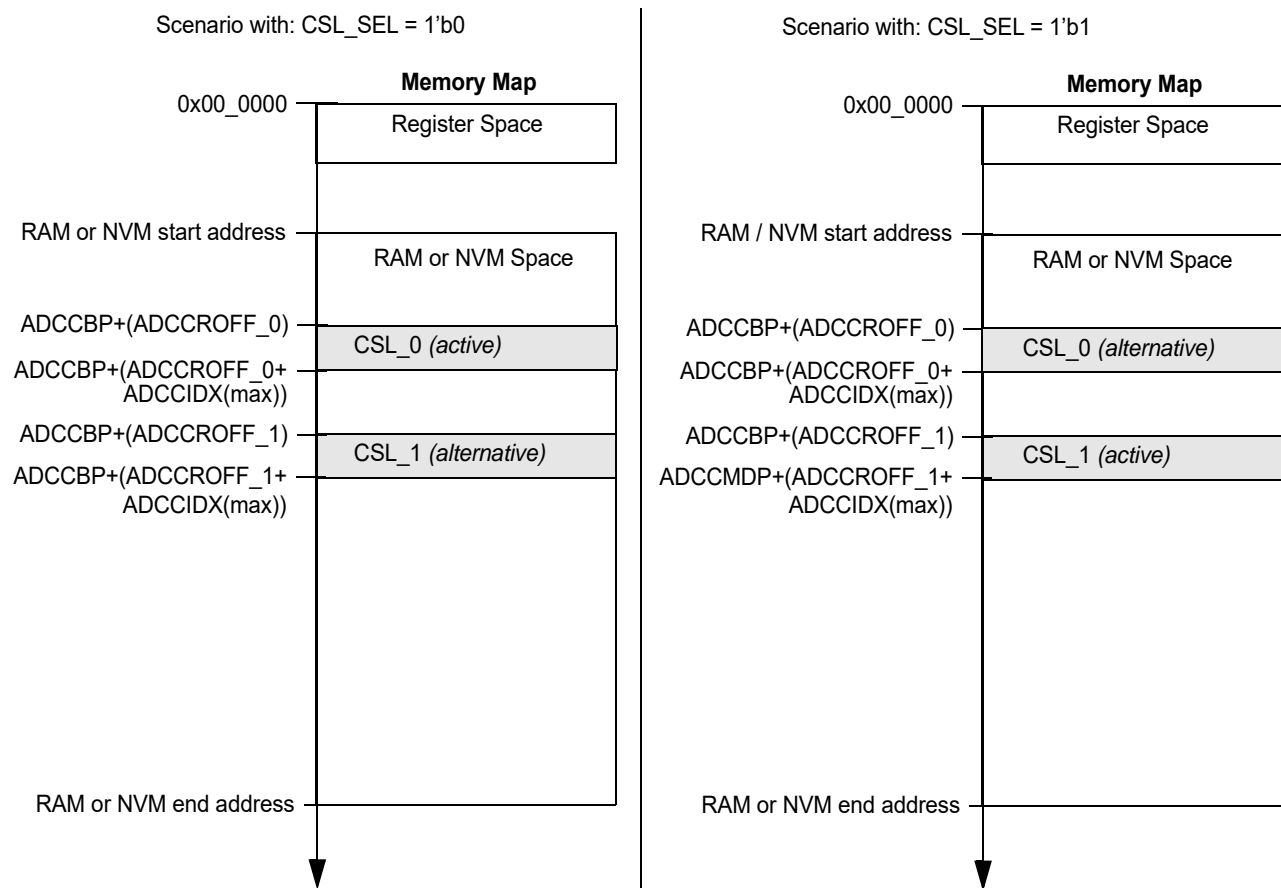 Scenario with: CSL_SEL = 1’b0
Memory Map
0x00_0000
Register Space
RAM or NVM start address
RAM or NVM Space
ADCCBP+(ADCCROFF_0)
CSL_0 (active)
ADCCBP+(ADCCROFF_0+
ADCCIDX(max))
ADCCBP+(ADCCROFF_1)
CSL_1 (alternative)
ADCCBP+(ADCCROFF_1+
ADCCIDX(max))
RAM or NVM end address
Scenario with: CSL_SEL = 1’b1
Memory Map
0x00_0000
Register Space
RAM / NVM start address
RAM or NVM Space
ADCCBP+(ADCCROFF_0)
CSL_0 (alternative)
ADCCBP+(ADCCROFF_0+
ADCCIDX(max))
ADCCBP+(ADCCROFF_1)
CSL_1 (active)
ADCCMDP+(ADCCROFF_1+
ADCCIDX(max))
RAM or NVM end address